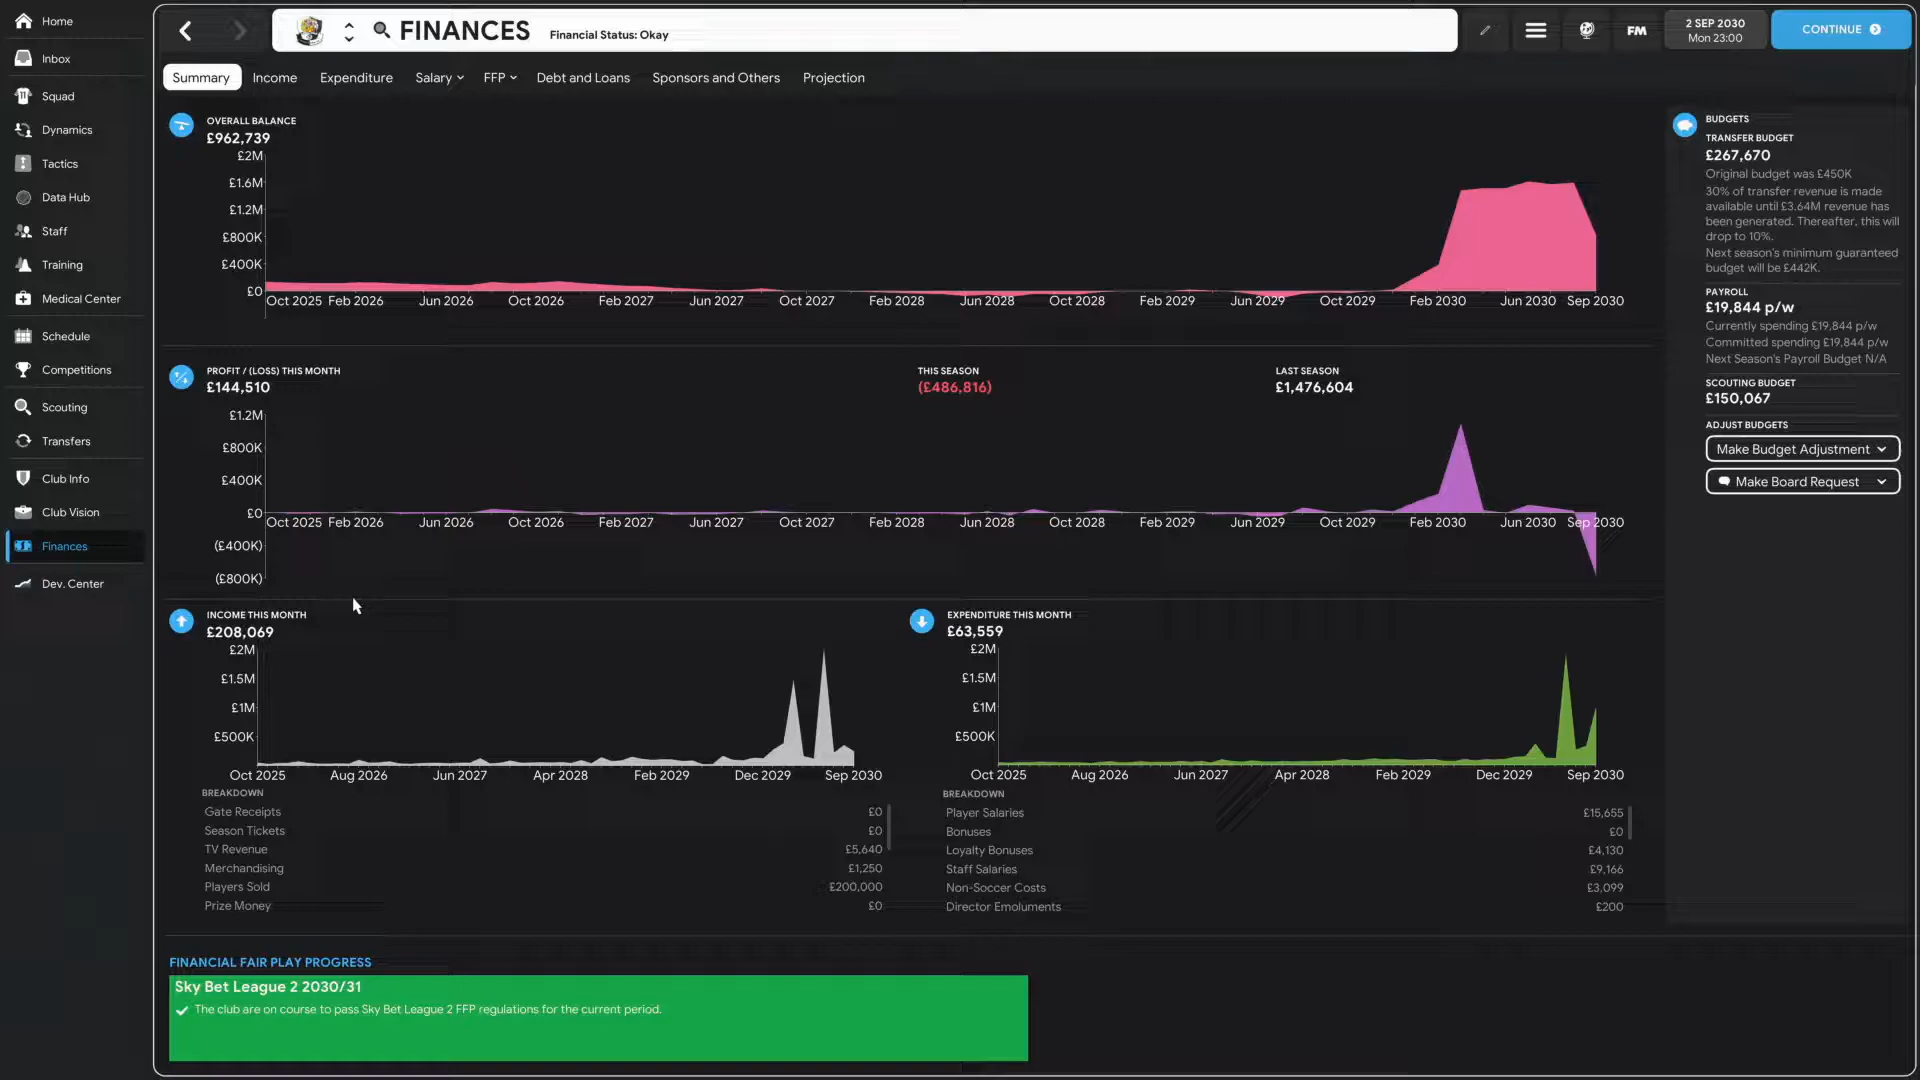 Home
Inbox
Squad
Dynamics
Tactics
Data Hub
Staff
Training
Medical Center
Schedule
Competitions
Scouting
Transfers
Club Info
Club Vision
Finances
Dev. Center
FINANCES
Financial Status: Okay
FM
2 SEP 2030
Mon 23:00
CONTINUE
Summary
Income
Expenditure
Salary
FFP
Debt and Loans
Sponsors and Others
Projection
OVERALL BALANCE
£962,739
£2M
£1.6M
£1.2M
£800K
£400K
£0
Oct 2025 Feb 2026 Jun 2026 Oct 2026 Feb 2027 Jun 2027 Oct 2027 Feb 2028 Jun 2028 Oct 2028 Feb 2029 Jun 2029 Oct 2029 Feb 2030 Jun 2030 Sep 2030
PROFIT / (LOSS) THIS MONTH
£144,510
THIS SEASON
(£486,816)
LAST SEASON
£1,476,604
£1.2M
£800K
£400K
£0
Oct 2025 Feb 2026 Jun 2026 Oct 2026 Feb 2027 Jun 2027 Oct 2027 Feb 2028 Jun 2028 Oct 2028 Feb 2029 Jun 2029 Oct 2029 Feb 2030 Jun 2030 Sep 2030
(£400K)
(£800K)
INCOME THIS MONTH
£208,069
£2M
£1.5M
£1M
£500K
Oct 2025 Aug 2026 Jun 2027 Apr 2028 Feb 2029 Dec 2029 Sep 2030
BREAKDOWN
Gate Receipts £0
Season Tickets £0
TV Revenue £5,640
Merchandising £1,250
Players Sold £200,000
Prize Money £0
EXPENDITURE THIS MONTH
£63,559
£2M
£1.5M
£1M
£500K
Oct 2025 Aug 2026 Jun 2027 Apr 2028 Feb 2029 Dec 2029 Sep 2030
BREAKDOWN
Player Salaries £15,655
Bonuses £0
Loyalty Bonuses £4,130
Staff Salaries £9,166
Non-Soccer Costs £3,099
Director Emoluments £200
BUDGETS
TRANSFER BUDGET
£267,670
Original budget was £450K
30% of transfer revenue is made
available until £3.64M revenue has
been generated. Thereafter, this will
drop to 10%.
Next season's minimum guaranteed
budget will be £442K.
PAYROLL
£19,844 p/w
Currently spending £19,844 p/w
Committed spending £19,844 p/w
Next Season's Payroll Budget N/A
SCOUTING BUDGET
£150,067
ADJUST BUDGETS
Make Budget Adjustment
Make Board Request
FINANCIAL FAIR PLAY PROGRESS
Sky Bet League 2 2030/31
The club are on course to pass Sky Bet League 2 FFP regulations for the current period.